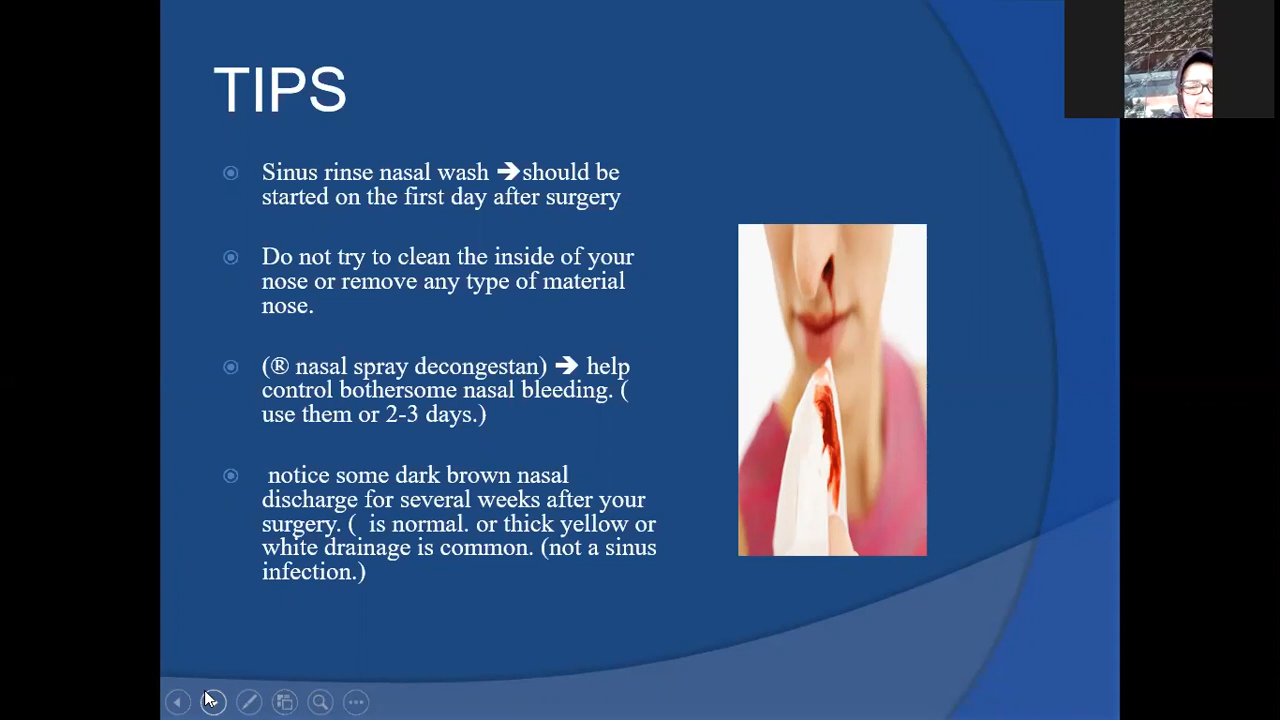 TIPS
Sinus rinse nasal wash ➔should be
started on the first day after surgery
Do not try to clean the inside of your
nose or remove any type of material
nose.
(® nasal spray decongestan) ➔ help
control bothersome nasal bleeding. (
use them or 2-3 days.)
notice some dark brown nasal
discharge for several weeks after your
surgery. (  is normal. or thick yellow or
white drainage is common. (not a sinus
infection.)